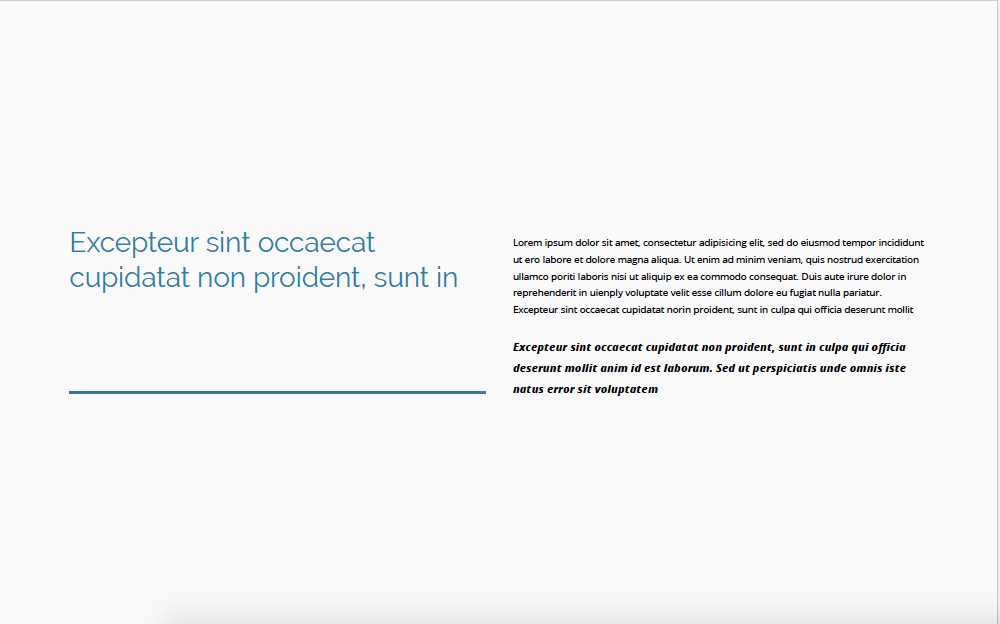 Excepteur sint occaecat
cupidatat non proident, sunt in
Lorem ipsum dolor sit amet, consectetur adipisicing elit, sed do eiusmod tempor incididunt
ut ero labore et dolore magna aliqua. Ut enim ad minim veniam, quis nostrud exercitation
ullamco poriti laboris nisi ut aliquip ex ea commodo consequat. Duis aute irure dolor in
reprehenderit in uienply voluptate velit esse cillum dolore eu fugiat nulla pariatur.
Excepteur sint occaecat cupidatat norin proident, sunt in culpa qui officia deserunt mollit
Excepteur sint occaecat cupidatat non proident, sunt in culpa qui officia
deserunt mollit anim id est laborum. Sed ut perspiciatis unde omnis iste
natus error sit voluptatem